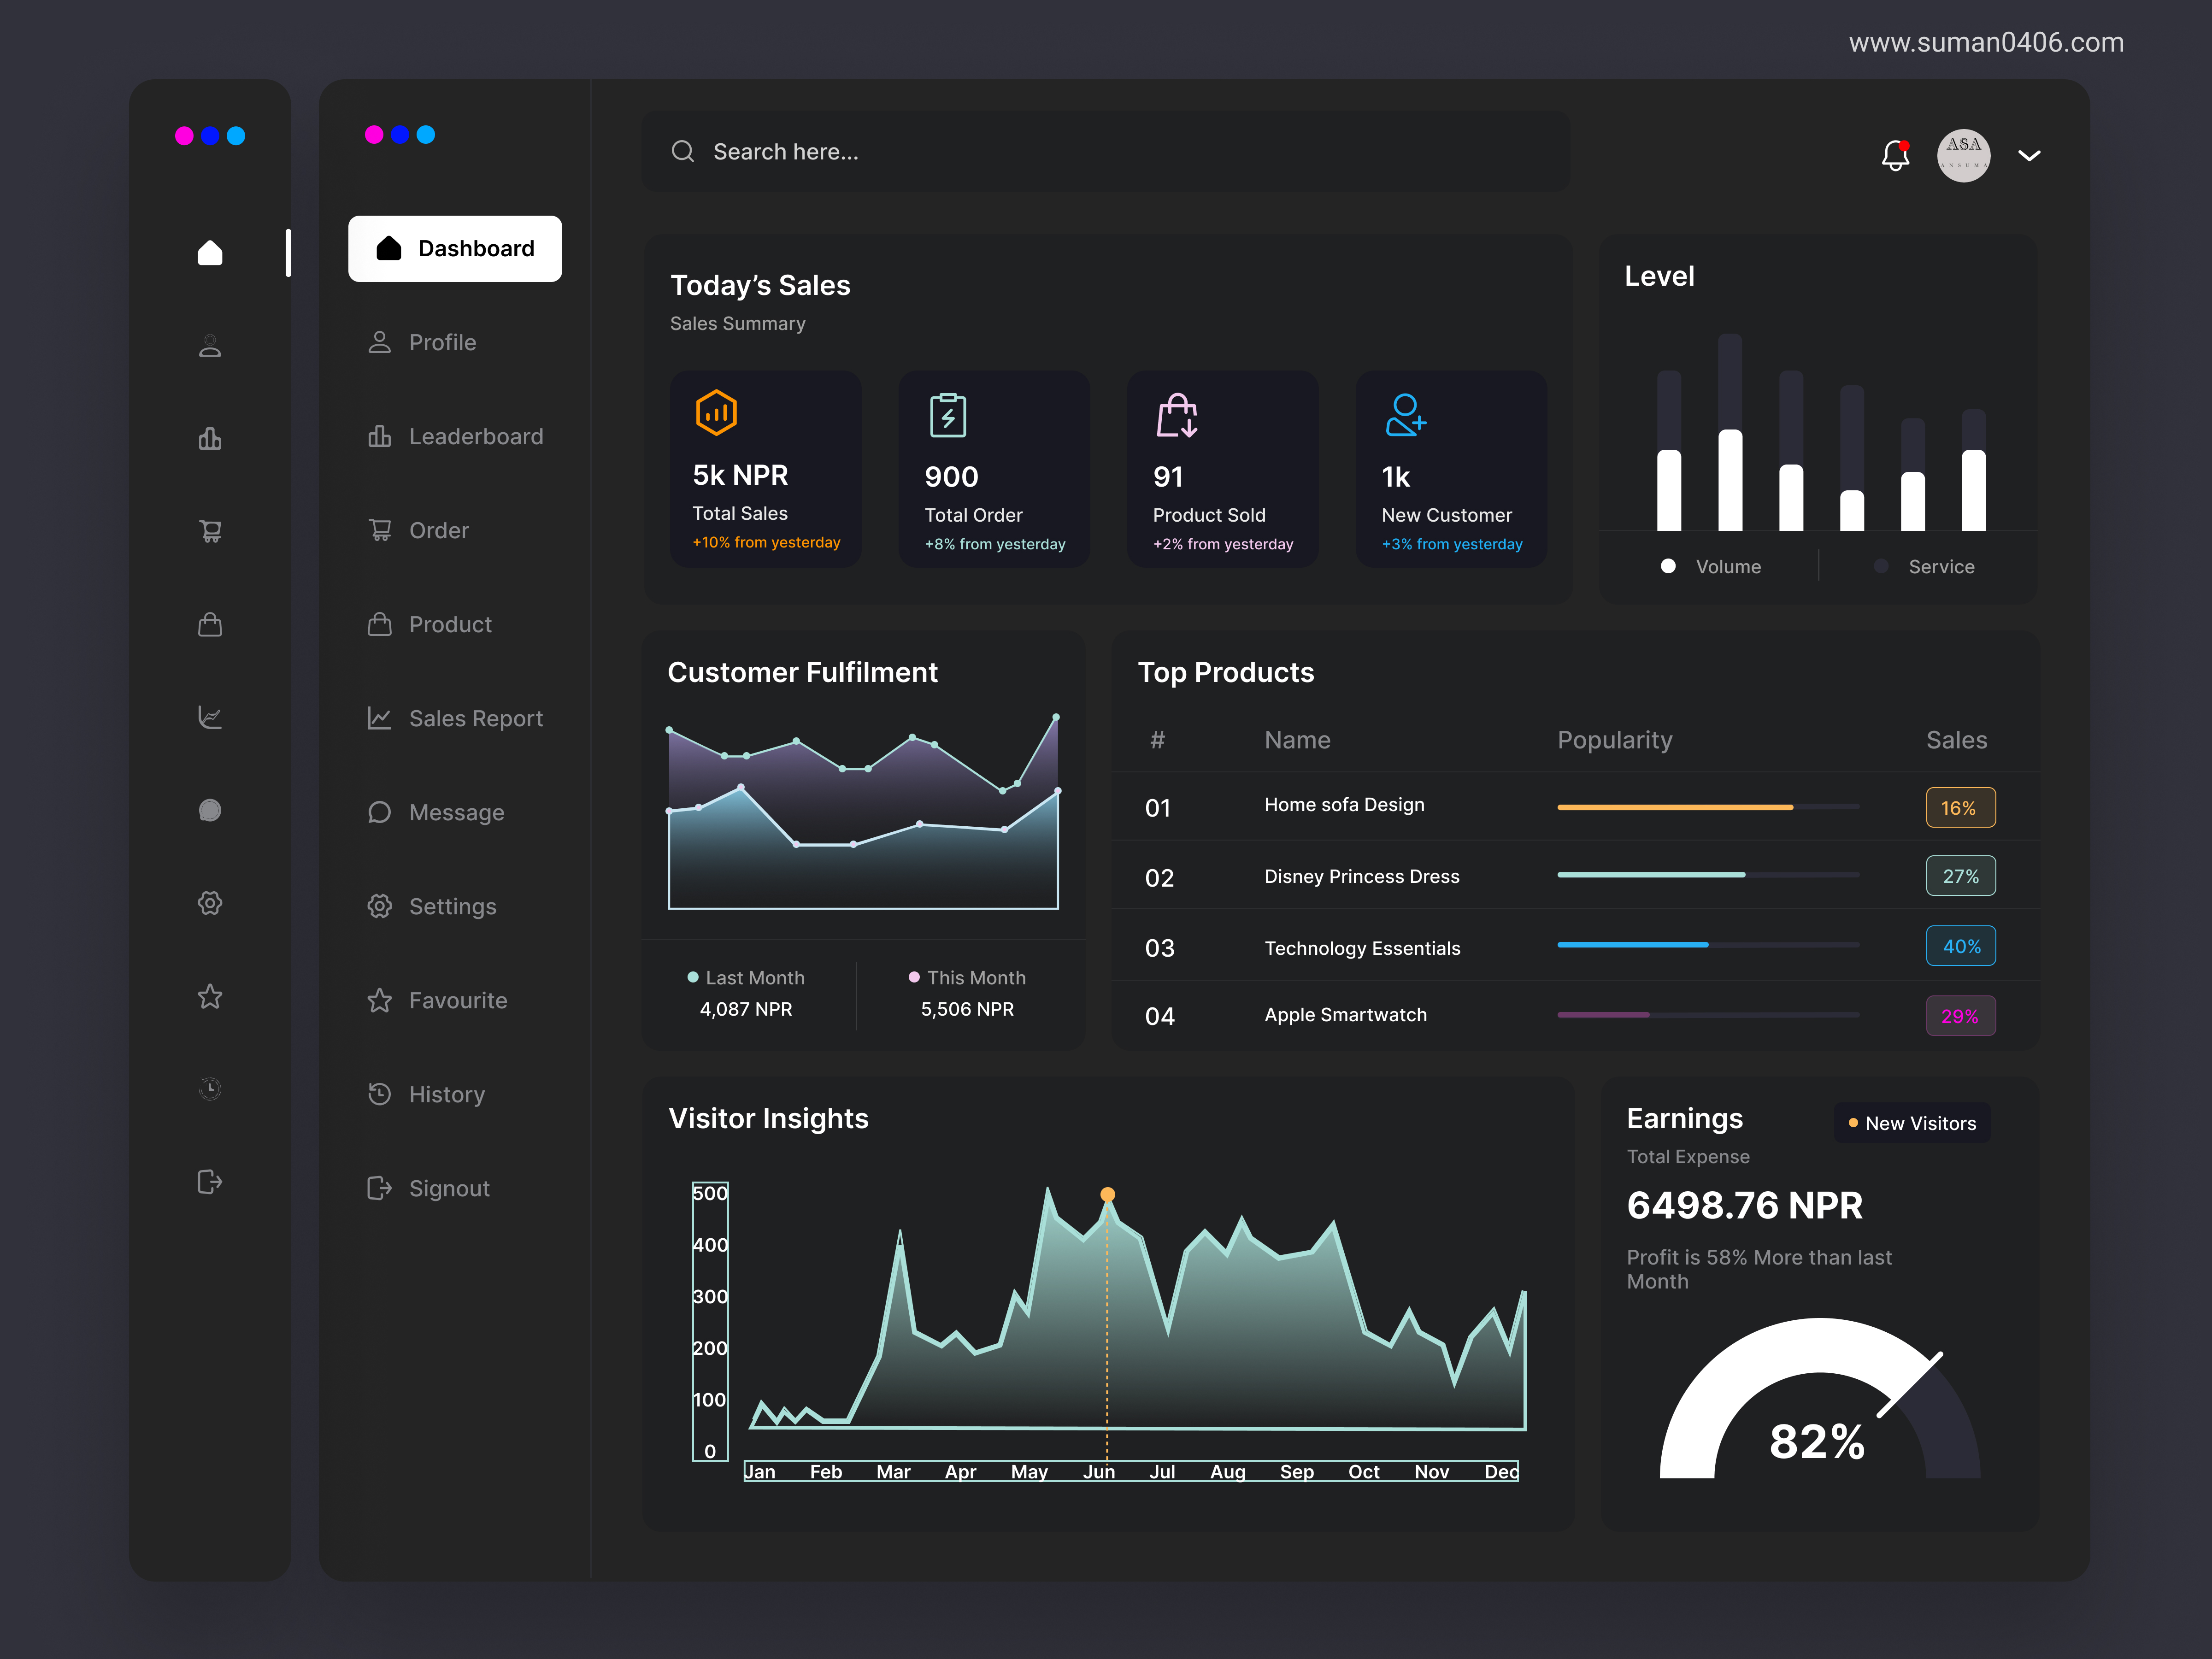 www.suman0406.com
Search here...
ASA
ANSUMA
Dashboard
Profile
Leaderboard
Order
Product
Sales Report
Message
Settings
Favourite
History
Signout
Today’s Sales
Sales Summary
5k NPR
Total Sales
+10% from yesterday
900
Total Order
+8% from yesterday
91
Product Sold
+2% from yesterday
1k
New Customer
+3% from yesterday
Level
Volume
Service
Customer Fulfilment
Last Month
4,087 NPR
This Month
5,506 NPR
Top Products
# Name Popularity Sales
01 Home sofa Design 16%
02 Disney Princess Dress 27%
03 Technology Essentials 40%
04 Apple Smartwatch 29%
Visitor Insights
500
400
300
200
100
0
Jan Feb Mar Apr May Jun Jul Aug Sep Oct Nov Dec
Earnings
New Visitors
Total Expense
6498.76 NPR
Profit is 58% More than last
Month
82%